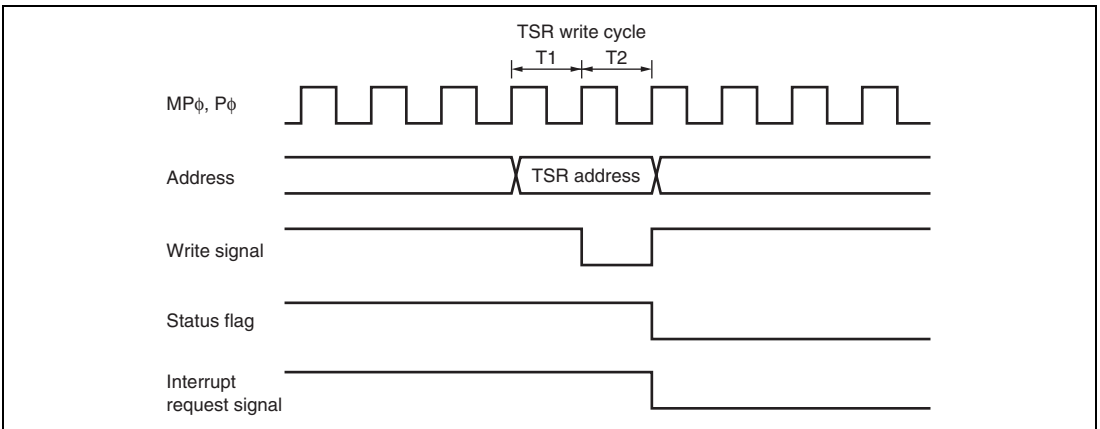 TSR write cycle
T1 T2
MPϕ, Pϕ
Address
TSR address
Write signal
Status flag
Interrupt
request signal